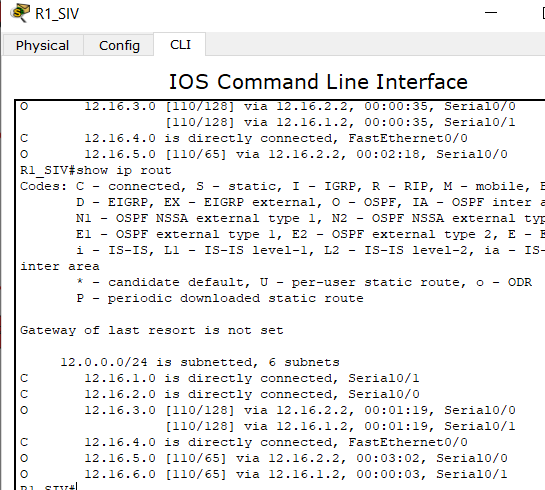 R1_SIV
Physical Config CLI
IOS Command Line Interface
O 12.16.3.0 [110/128] via 12.16.2.2, 00:00:35, Serial0/0
[110/128] via 12.16.1.2, 00:00:35, Serial0/1
C 12.16.4.0 is directly connected, FastEthernet0/0
O 12.16.5.0 [110/65] via 12.16.2.2, 00:02:18, Serial0/0
R1_SIV#show ip rout
Codes: C - connected, S - static, I - IGRP, R - RIP, M - mobile,
D - EIGRP, EX - EIGRP external, O - OSPF, IA - OSPF inter a
N1 - OSPF NSSA external type 1, N2 - OSPF NSSA external typ
E1 - OSPF external type 1, E2 - OSPF external type 2, E - E
i - IS-IS, L1 - IS-IS level-1, L2 - IS-IS level-2, ia - IS-
inter area
* - candidate default, U - per-user static route, o - ODR
P - periodic downloaded static route
Gateway of last resort is not set
12.0.0.0/24 is subnetted, 6 subnets
C 12.16.1.0 is directly connected, Serial0/1
C 12.16.2.0 is directly connected, Serial0/0
O 12.16.3.0 [110/128] via 12.16.2.2, 00:01:19, Serial0/0
[110/128] via 12.16.1.2, 00:01:19, Serial0/1
C 12.16.4.0 is directly connected, FastEthernet0/0
O 12.16.5.0 [110/65] via 12.16.2.2, 00:03:02, Serial0/0
O 12.16.6.0 [110/65] via 12.16.1.2, 00:00:03, Serial0/1
R1_SIV#